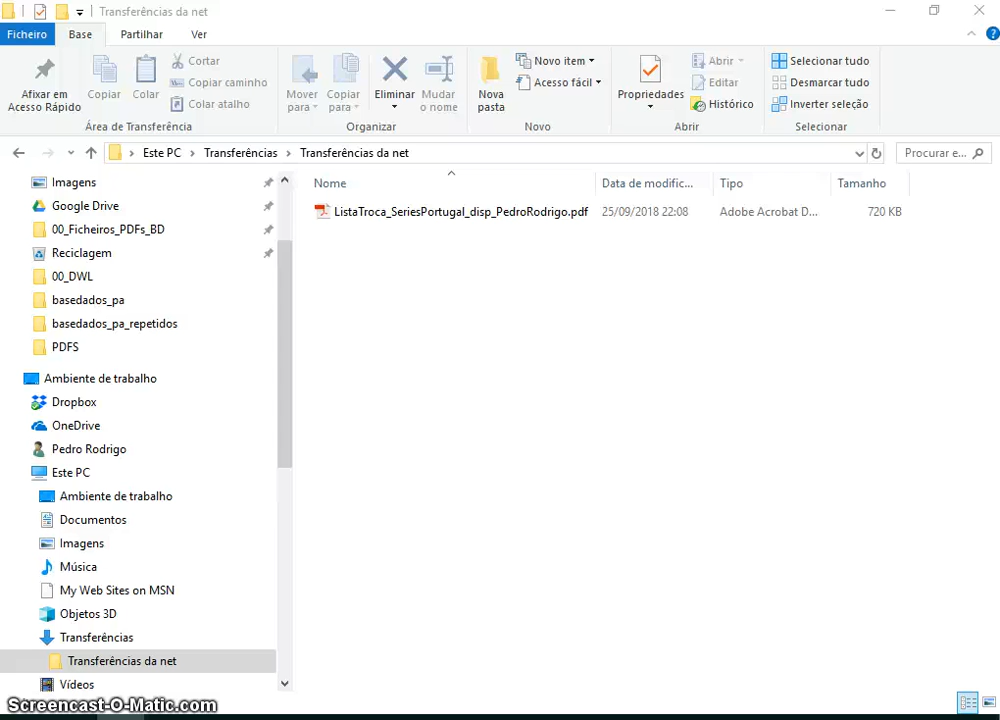 Transferências da net
Ficheiro Base Partilhar Ver
Afixar em Acesso Rápido
Copiar
Colar
Cortar
Copiar caminho
Colar atalho
Área de Transferência
Mover para
Copiar para
Eliminar
Mudar o nome
Organizar
Nova pasta
Novo item
Acesso fácil
Novo
Propriedades
Abrir
Editar
Histórico
Abrir
Selecionar tudo
Desmarcar tudo
Inverter seleção
Selecionar
Este PC > Transferências > Transferências da net
Procurar e...
Nome Data de modific... Tipo Tamanho
ListaTroca_SeriesPortugal_disp_PedroRodrigo.pdf 25/09/2018 22:08 Adobe Acrobat D... 720 KB
Imagens
Google Drive
00_Ficheiros_PDFs_BD
Reciclagem
00_DWL
basedados_pa
basedados_pa_repetidos
PDFS
Ambiente de trabalho
Dropbox
OneDrive
Pedro Rodrigo
Este PC
Ambiente de trabalho
Documentos
Imagens
Música
My Web Sites on MSN
Objetos 3D
Transferências
Transferências da net
Vídeos
Screencast-O-Matic.com